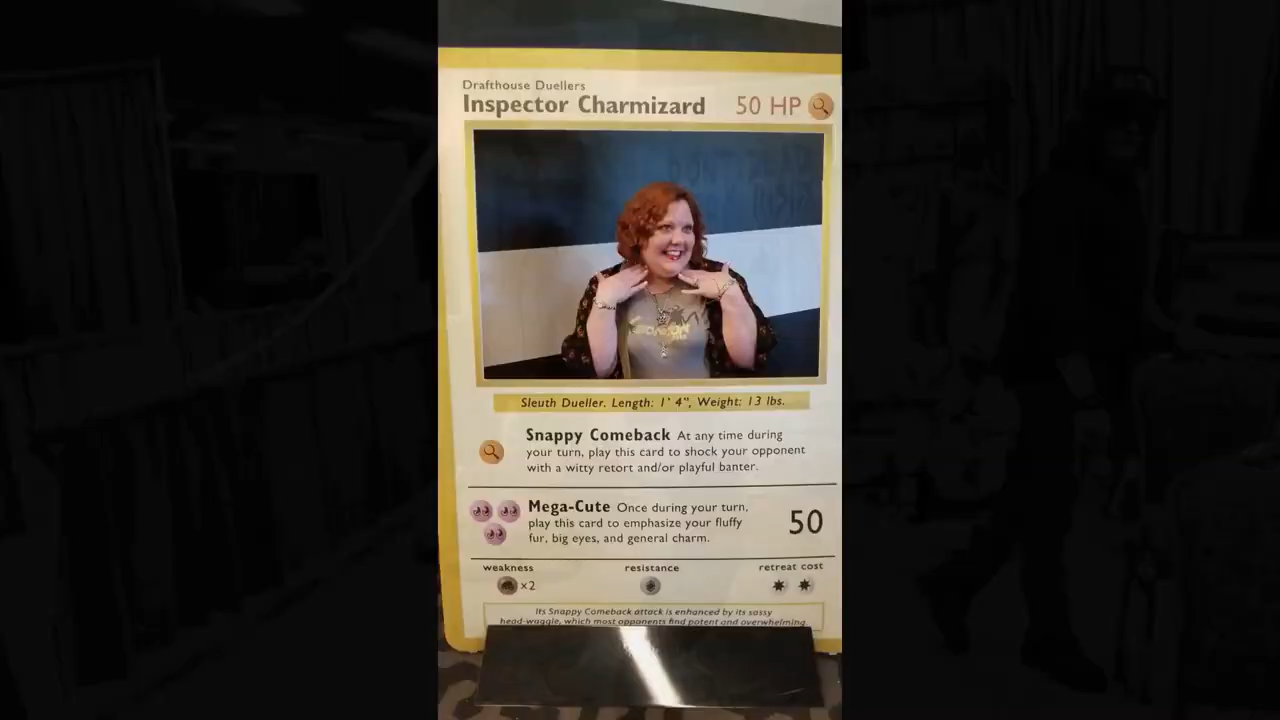 Drafthouse Duellers
Inspector Charmizard 50 HP
Sleuth Dueller. Length: 1' 4", Weight: 13 lbs.
Snappy Comeback At any time during
your turn, play this card to shock your opponent
with a witty retort and/or playful banter.
Mega-Cute Once during your turn,
play this card to emphasize your fluffy
fur, big eyes, and general charm.
50
weakness resistance retreat cost
×2
Its Snappy Comeback attack is enhanced by its sassy
head-waggle, which most opponents find potent and overwhelming.